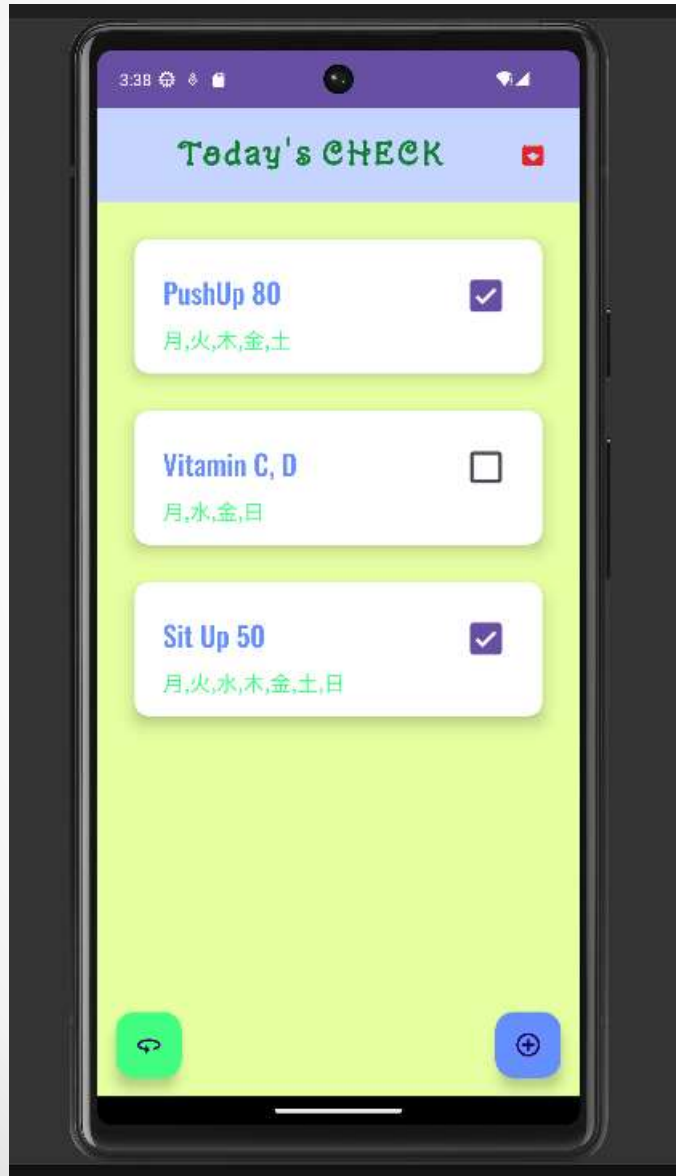 3:38
Today's CHECK
PushUp 80
月,火,木,金,土
Vitamin C, D
月,水,金,日
Sit Up 50
月,火,水,木,金,土,日